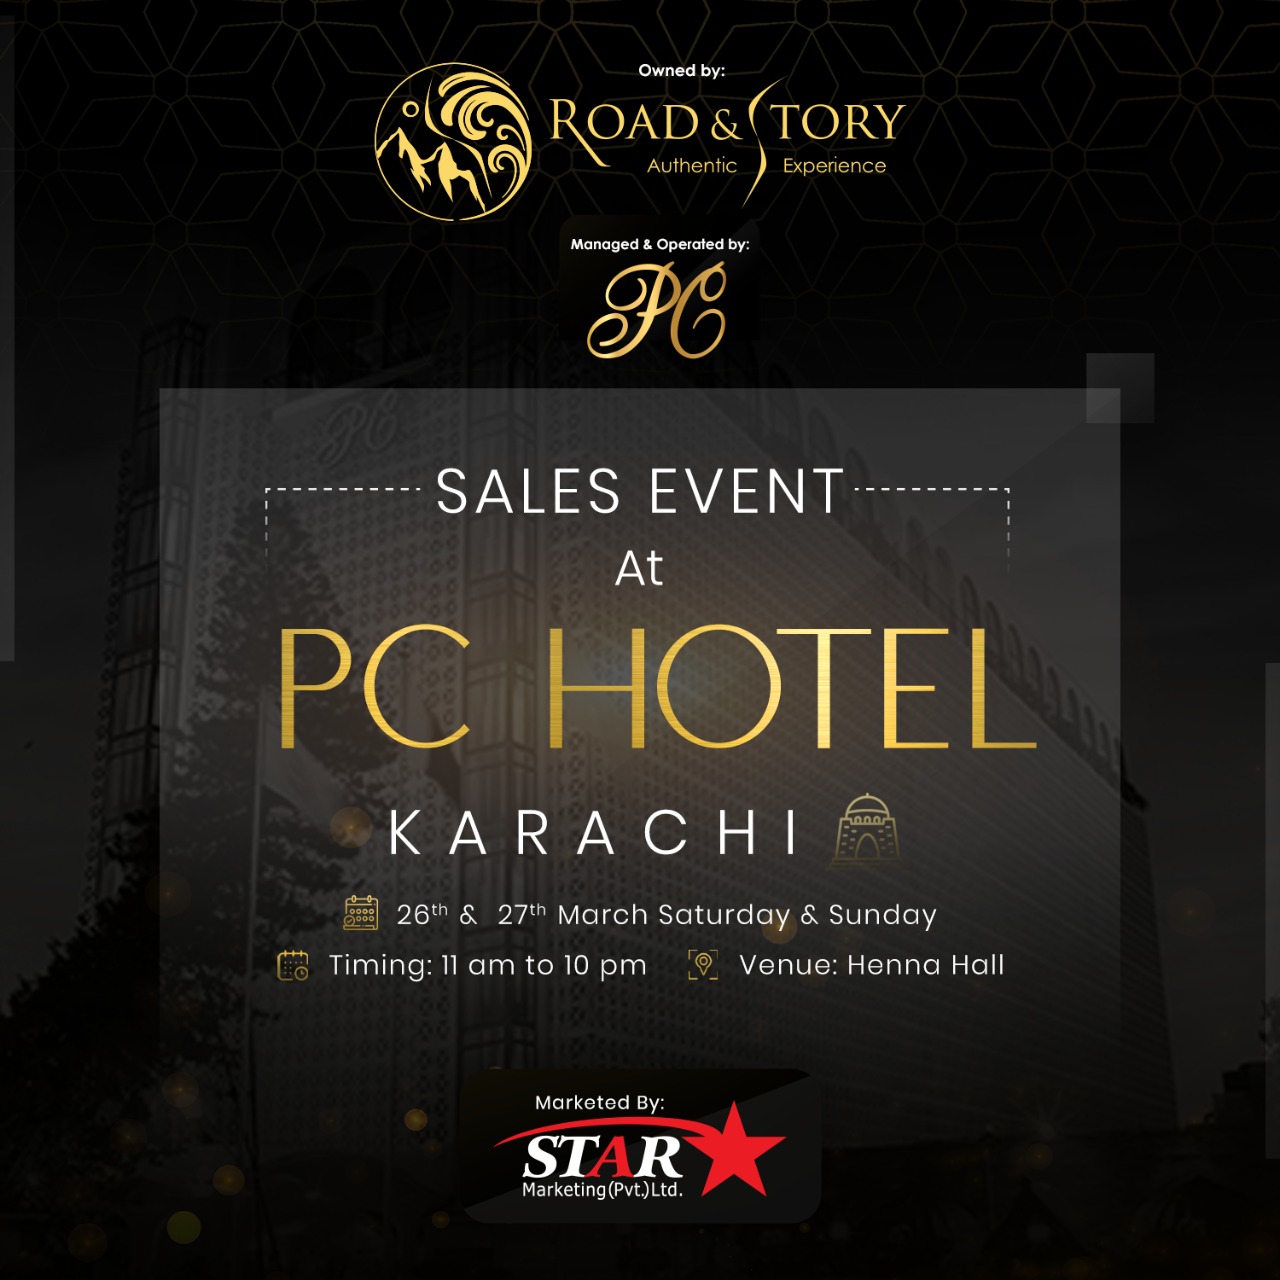 Owned by:
ROAD & STORY
Authentic Experience
Managed & Operated by:
PC
PC
SALES EVENT
At
PC HOTEL
KARACHI
26th & 27th March Saturday & Sunday
Timing: 11 am to 10 pm Venue: Henna Hall
Marketed By:
STAR
Marketing(Pvt.)Ltd.